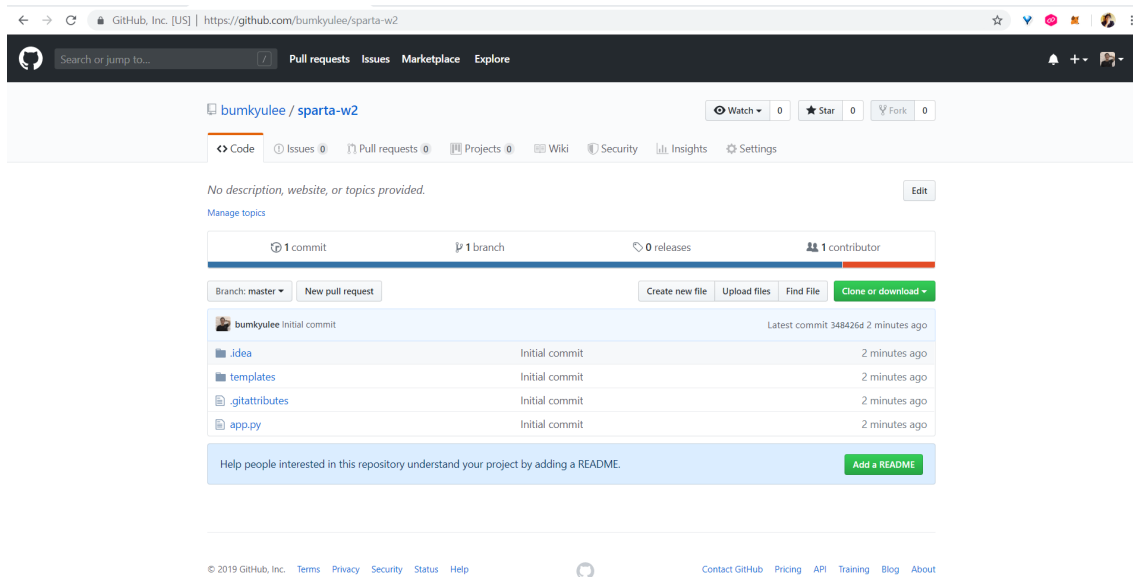 GitHub, Inc. [US] | https://github.com/bumkyulee/sparta-w2
Search or jump to... / Pull requests Issues Marketplace Explore
bumkyulee / sparta-w2 Watch 0 Star 0 Fork 0
<> Code Issues 0 Pull requests 0 Projects 0 Wiki Security Insights Settings
No description, website, or topics provided. Edit
Manage topics
1 commit 1 branch 0 releases 1 contributor
Branch: master New pull request Create new file Upload files Find File Clone or download
bumkyulee Initial commit Latest commit 348426d 2 minutes ago
.idea Initial commit 2 minutes ago
templates Initial commit 2 minutes ago
.gitattributes Initial commit 2 minutes ago
app.py Initial commit 2 minutes ago
Help people interested in this repository understand your project by adding a README. Add a README
© 2019 GitHub, Inc. Terms Privacy Security Status Help Contact GitHub Pricing API Training Blog About